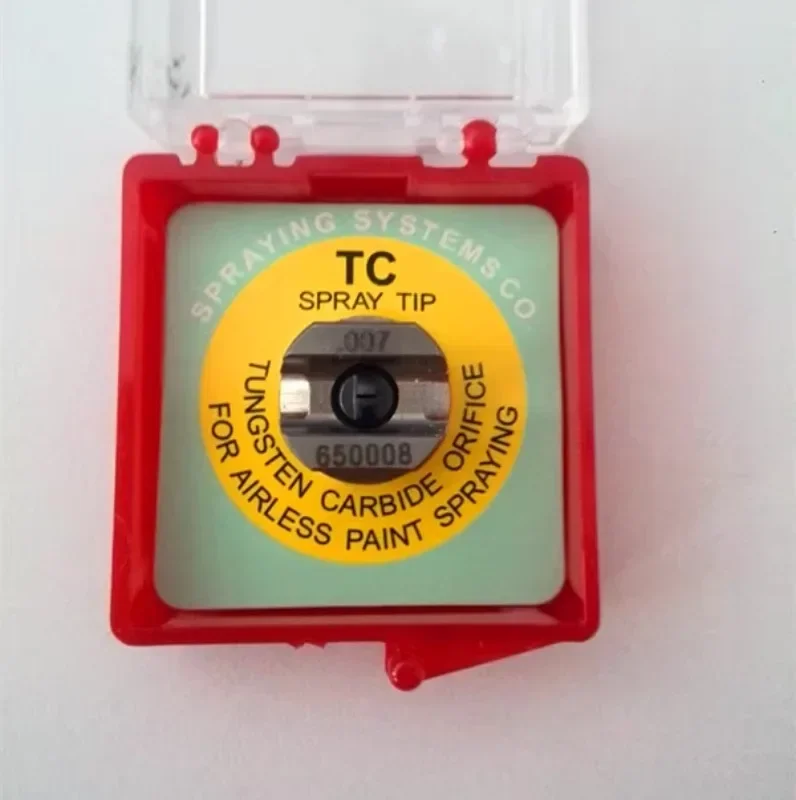 SPRAYING SYSTEMS CO
TC
SPRAY TIP
.007
650008
TUNGSTEN CARBIDE ORIFICE
FOR AIRLESS PAINT SPRAYING